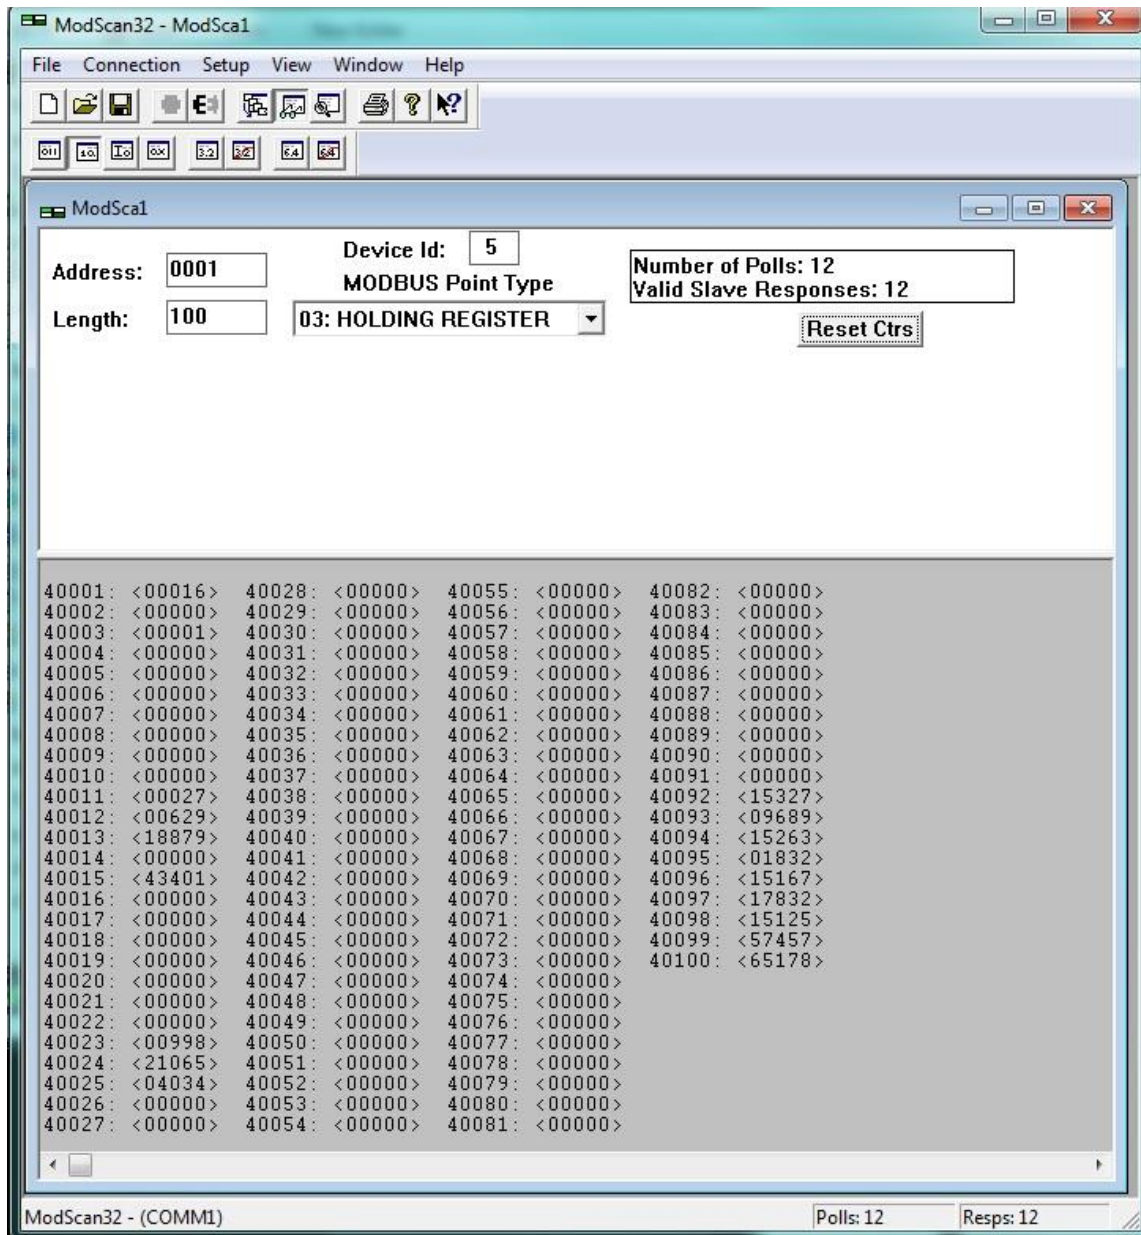 ModScan32 - ModSca1
File Connection Setup View Window Help
ModSca1
Address: 0001
Device Id: 5
MODBUS Point Type
Length: 100
03: HOLDING REGISTER
Number of Polls: 12
Valid Slave Responses: 12
Reset Ctrs
40001: <00016> 40028: <00000> 40055: <00000> 40082: <00000>
40002: <00000> 40029: <00000> 40056: <00000> 40083: <00000>
40003: <00001> 40030: <00000> 40057: <00000> 40084: <00000>
40004: <00000> 40031: <00000> 40058: <00000> 40085: <00000>
40005: <00000> 40032: <00000> 40059: <00000> 40086: <00000>
40006: <00000> 40033: <00000> 40060: <00000> 40087: <00000>
40007: <00000> 40034: <00000> 40061: <00000> 40088: <00000>
40008: <00000> 40035: <00000> 40062: <00000> 40089: <00000>
40009: <00000> 40036: <00000> 40063: <00000> 40090: <00000>
40010: <00000> 40037: <00000> 40064: <00000> 40091: <00000>
40011: <00027> 40038: <00000> 40065: <00000> 40092: <15327>
40012: <00629> 40039: <00000> 40066: <00000> 40093: <09689>
40013: <18879> 40040: <00000> 40067: <00000> 40094: <15263>
40014: <00000> 40041: <00000> 40068: <00000> 40095: <01832>
40015: <43401> 40042: <00000> 40069: <00000> 40096: <15167>
40016: <00000> 40043: <00000> 40070: <00000> 40097: <17832>
40017: <00000> 40044: <00000> 40071: <00000> 40098: <15125>
40018: <00000> 40045: <00000> 40072: <00000> 40099: <57457>
40019: <00000> 40046: <00000> 40073: <00000> 40100: <65178>
40020: <00000> 40047: <00000> 40074: <00000>
40021: <00000> 40048: <00000> 40075: <00000>
40022: <00000> 40049: <00000> 40076: <00000>
40023: <00998> 40050: <00000> 40077: <00000>
40024: <21065> 40051: <00000> 40078: <00000>
40025: <04034> 40052: <00000> 40079: <00000>
40026: <00000> 40053: <00000> 40080: <00000>
40027: <00000> 40054: <00000> 40081: <00000>
ModScan32 - (COMM1)
Polls: 12
Resps: 12